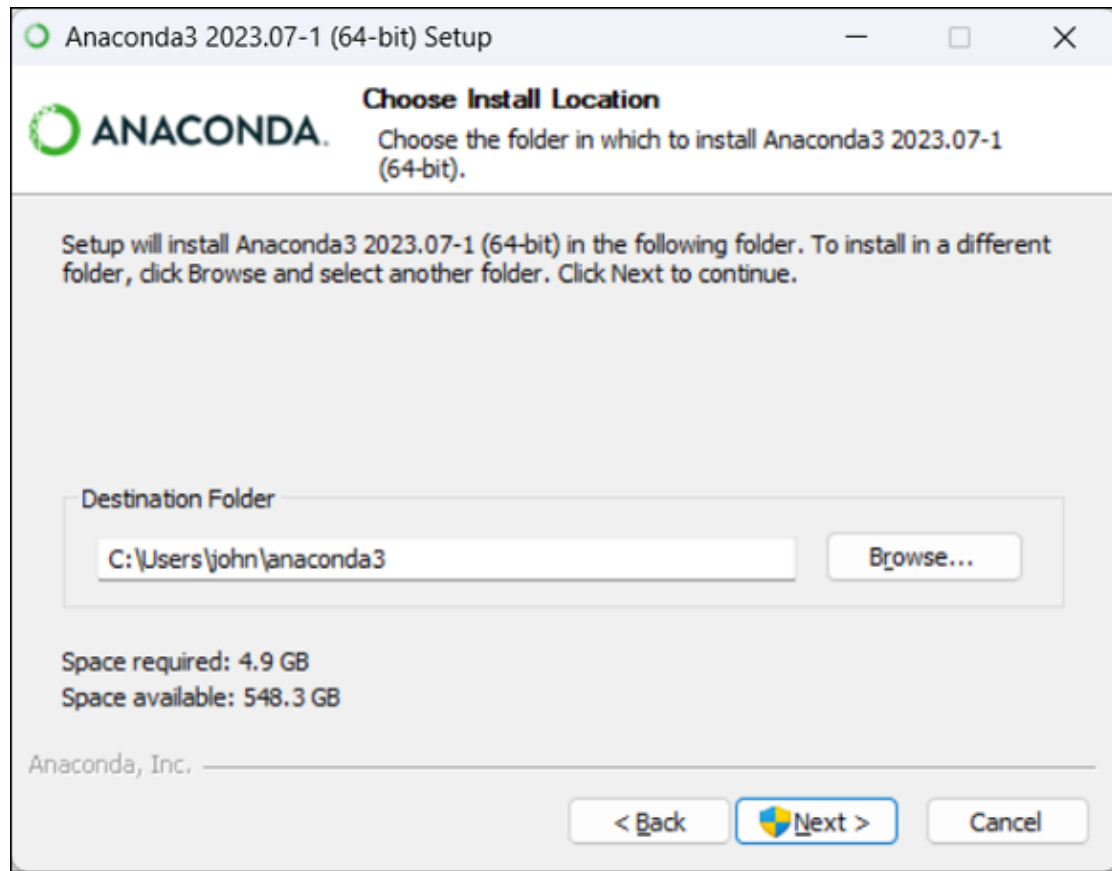 Anaconda3 2023.07-1 (64-bit) Setup
ANACONDA.
Choose Install Location
Choose the folder in which to install Anaconda3 2023.07-1
(64-bit).
Setup will install Anaconda3 2023.07-1 (64-bit) in the following folder. To install in a different
folder, click Browse and select another folder. Click Next to continue.
Destination Folder
C:\Users\john\anaconda3
Browse...
Space required: 4.9 GB
Space available: 548.3 GB
Anaconda, Inc.
< Back
Next >
Cancel